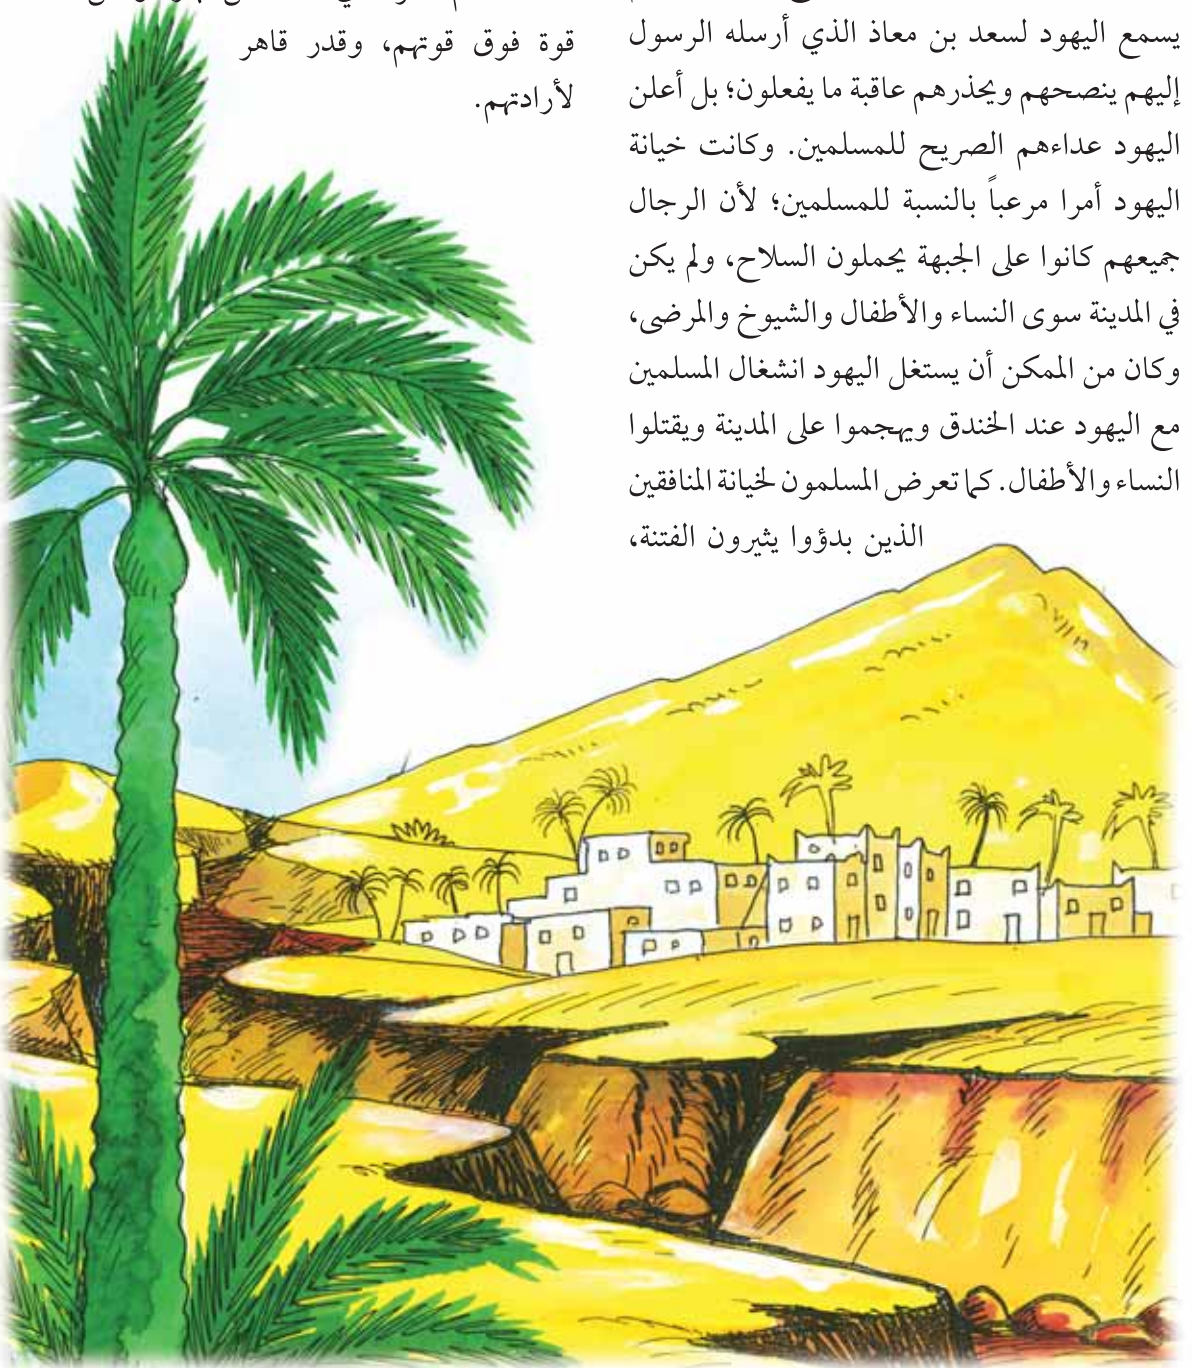 يسمع اليهود لسعد بن معاذ الذي أرسله الرسول
إليهم ينصحهم ويحذرهم عاقبة ما يفعلون؛ بل أعلن
اليهود عداءهم الصريح للمسلمين. وكانت خيانة
اليهود أمرا مرعباً بالنسبة للمسلمين؛ لأن الرجال
جميعهم كانوا على الجبهة يحملون السلاح، ولم يكن
في المدينة سوى النساء والأطفال والشيوخ والمرضى،
وكان من الممكن أن يستغل اليهود انشغال المسلمين
مع اليهود عند الخندق ويهجموا على المدينة ويقتلوا
النساء والأطفال. كما تعرض المسلمون لخيانة المنافقين
الذين بدؤوا يثيرون الفتنة،
قوة فوق قوتهم، وقدر قاهر
لأرادتهم.